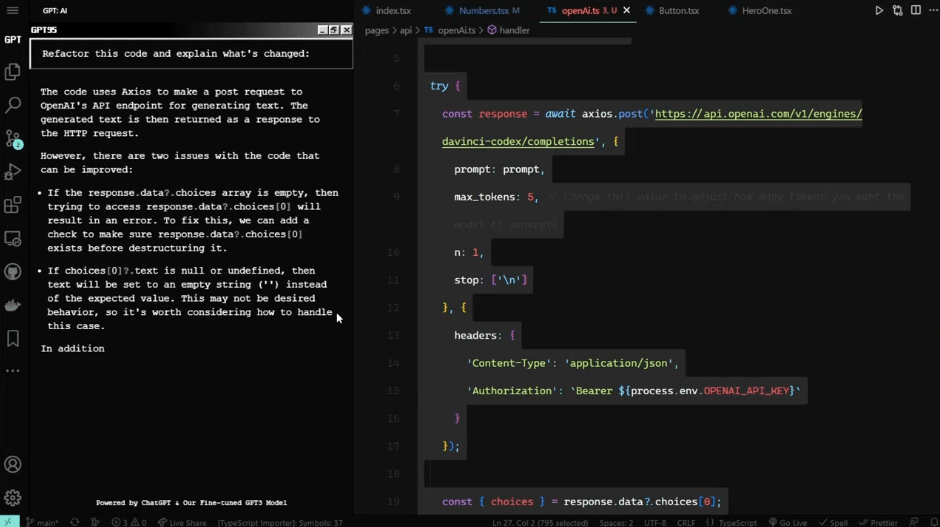 GPT: AI
index.tsx
Numbers.tsx M
TS openAi.ts 3, U
Button.tsx
HeroOne.tsx
GPT
GPT95
pages > api > TS openAi.ts > handler
Refactor this code and explain what's changed:
The code uses Axios to make a post request to
OpenAI's API endpoint for generating text. The
generated text is then returned as a response to
the HTTP request.
However, there are two issues with the code that
can be improved:
• If the response.data?.choices array is empty, then
trying to access response.data?.choices[0] will
result in an error. To fix this, we can add a
check to make sure response.data?.choices[0]
exists before destructuring it.
• If choices[0]?.text is null or undefined, then
text will be set to an empty string ('') instead
of the expected value. This may not be desired
behavior, so it's worth considering how to handle
this case.
In addition
Powered by ChatGPT & Our Fine-tuned GPT3 Model
2
5
6 try {
7 const response = await axios.post('https://api.openai.com/v1/engines/
davinci-codex/completions', {
8 prompt: prompt,
9 max_tokens: 5, // Change this value to adjust how many tokens you want the
model to generate
10 n: 1,
11 stop: ['\n']
12 }, {
13 headers: {
14 'Content-Type': 'application/json',
15 'Authorization': `Bearer ${process.env.OPENAI_API_KEY}`
16 }
17 });
18
19 const { choices } = response.data?.choices[0];
main* 3 0 Live Share [TypeScript Importer]: Symbols: 37 Ln 27, Col 2 (795 selected) Spaces: 2 UTF-8 CRLF {} TypeScript Go Live Spell Prettier